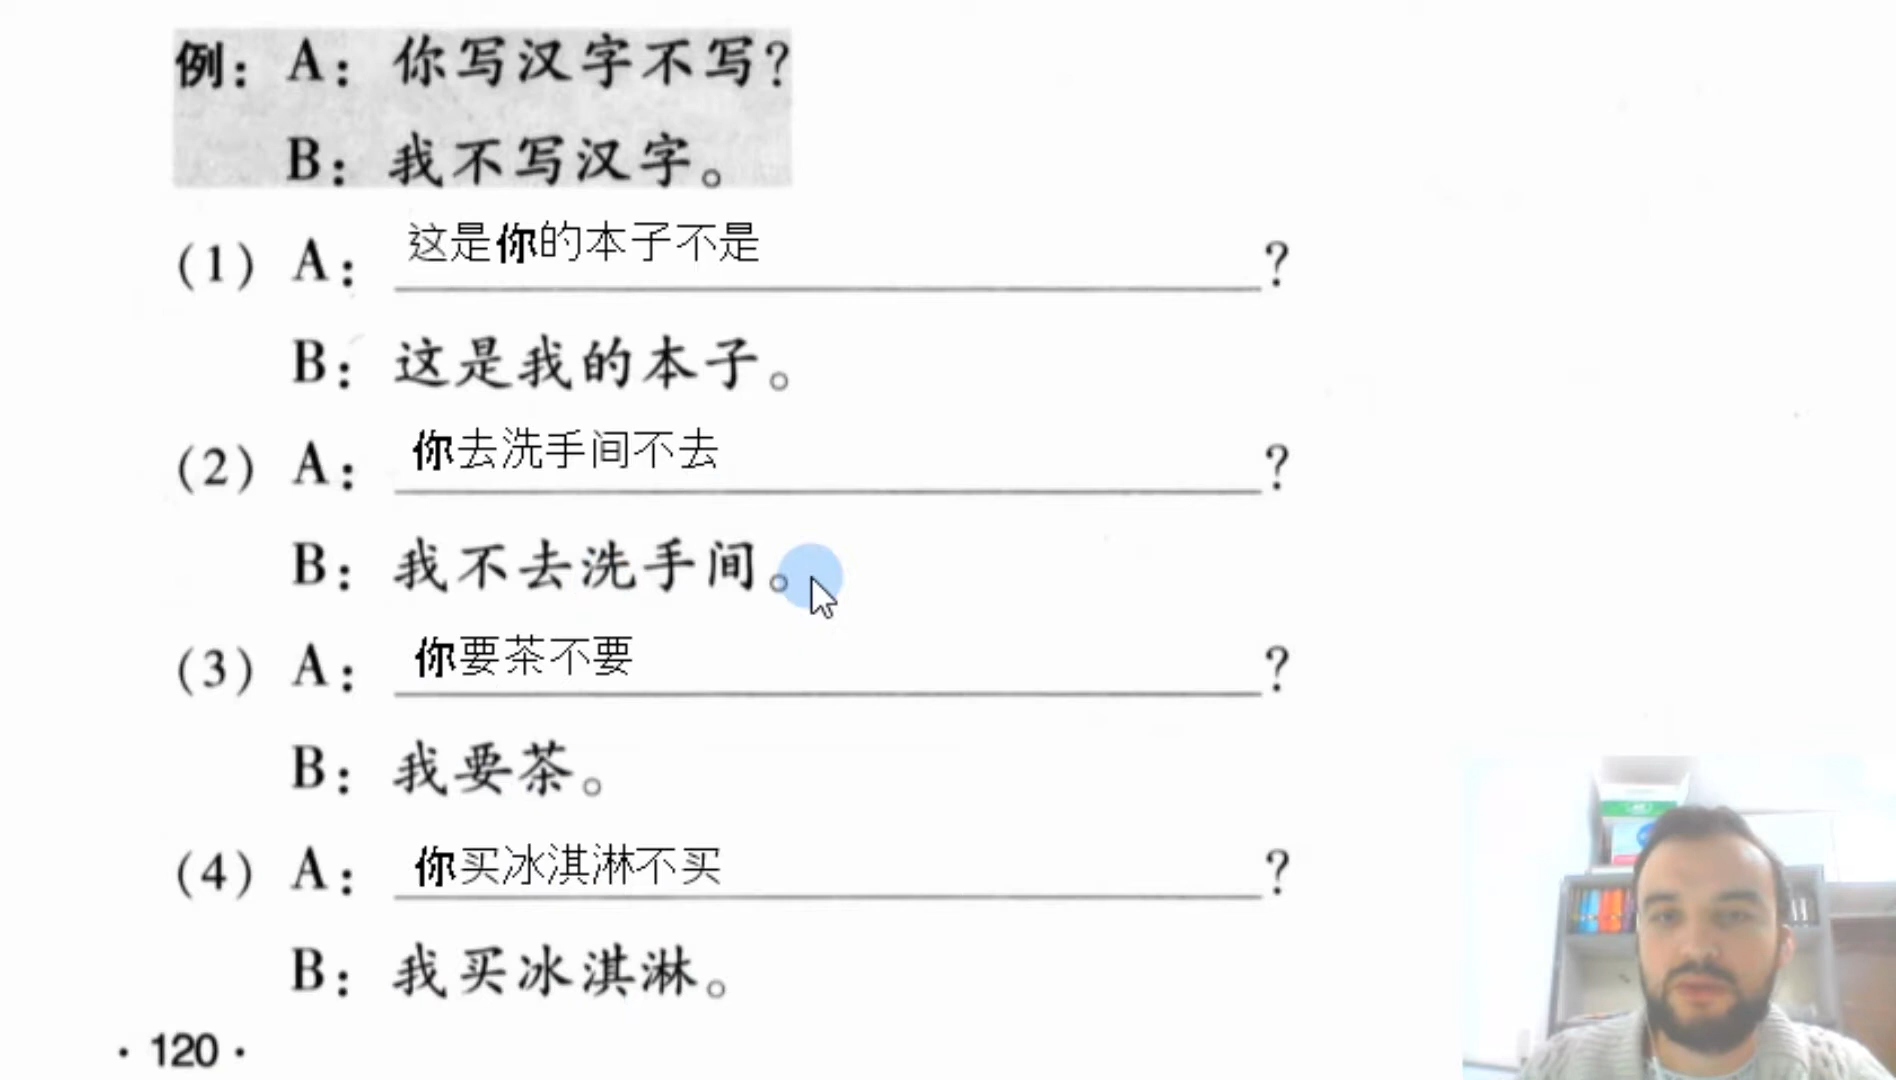 例：A：你写汉字不写？
B：我不写汉字。
(1) A：这是你的本子不是？
B：这是我的本子。
(2) A：你去洗手间不去？
B：我不去洗手间。
(3) A：你要茶不要？
B：我要茶。
(4) A：你买冰淇淋不买？
B：我买冰淇淋。
· 120 ·